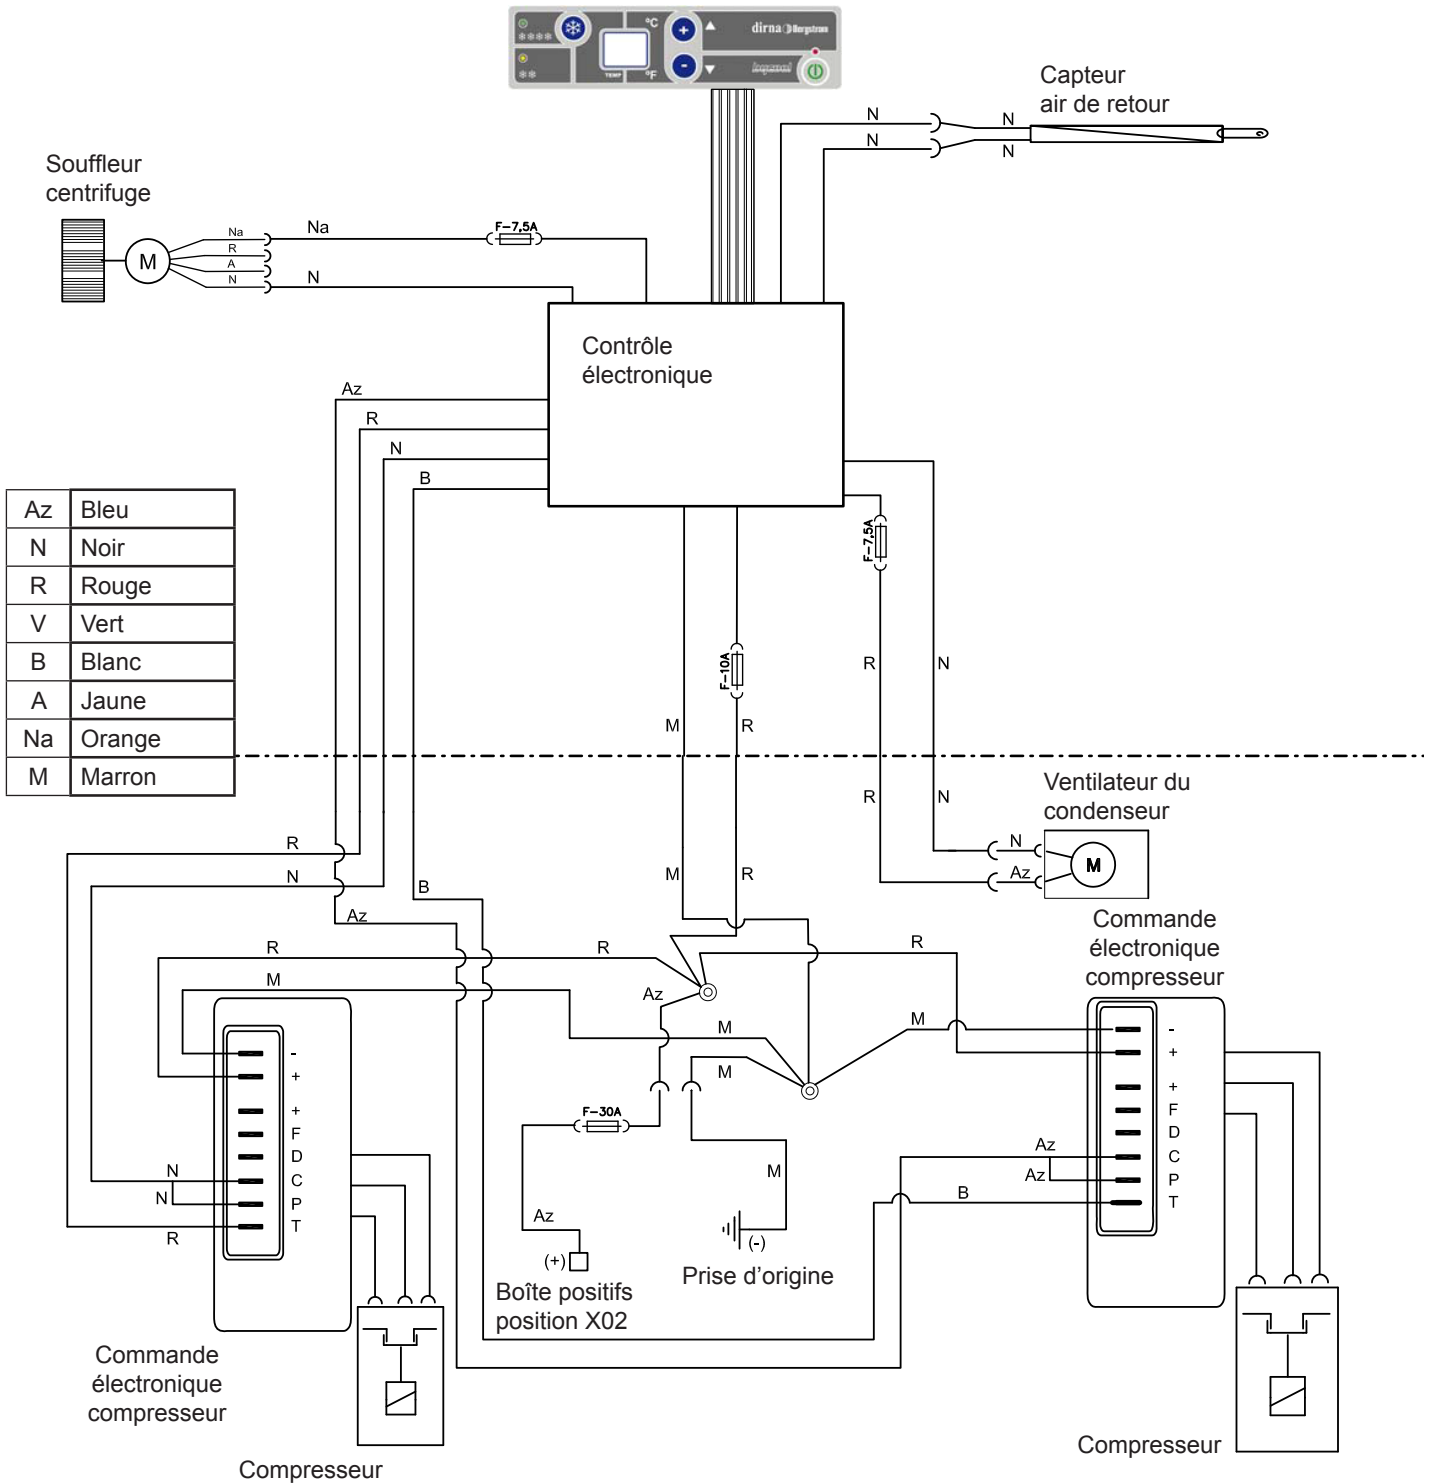 °C
+
dirna Bergstrom
TEMP
°F
-
Capteur
air de retour
N
N
N
N
Souffleur
centrifuge
M
Na
R
A
N
Na
N
F-7,5A
Contrôle
électronique
Az
R
N
B
Az Bleu
N Noir
R Rouge
V Vert
B Blanc
A Jaune
Na Orange
M Marron
F-7,5A
F-10A
R
N
M
R
R
N
Ventilateur du
condenseur
N
Az
M
R
N
B
Az
M
R
R
M
R
Az
M
M
R
M
Commande
électronique
compresseur
-
+
+
F
D
C
P
T
N
N
R
-
+
+
F
D
C
P
T
Az
Az
B
F-30A
Az
(+)
Boîte positifs
position X02
M
(-)
Prise d'origine
Commande
électronique
compresseur
Compresseur
Compresseur